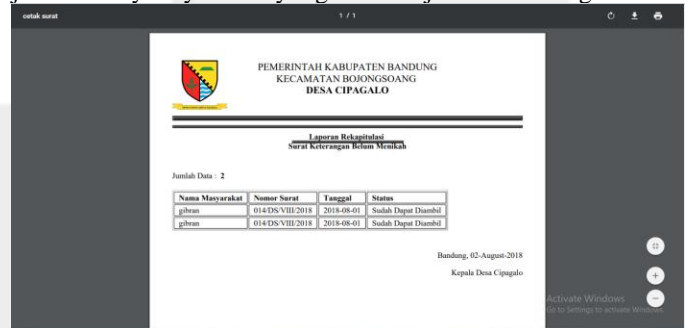 cetak surat
1 / 1
PEMERINTAH KABUPATEN BANDUNG
KECAMATAN BOJONGSOANG
DESA CIPAGALO
Laporan Rekapitulasi
Surat Keterangan Belum Menikah
Jumlah Data : 2
Nama Masyarakat Nomor Surat Tanggal Status
gibran 014/DS/VIII/2018 2018-08-01 Sudah Dapat Diambil
gibran 014/DS/VIII/2018 2018-08-01 Sudah Dapat Diambil
Bandung, 02-August-2018
Kepala Desa Cipagalo
Activate Windows
Go to Settings to activate Windows.